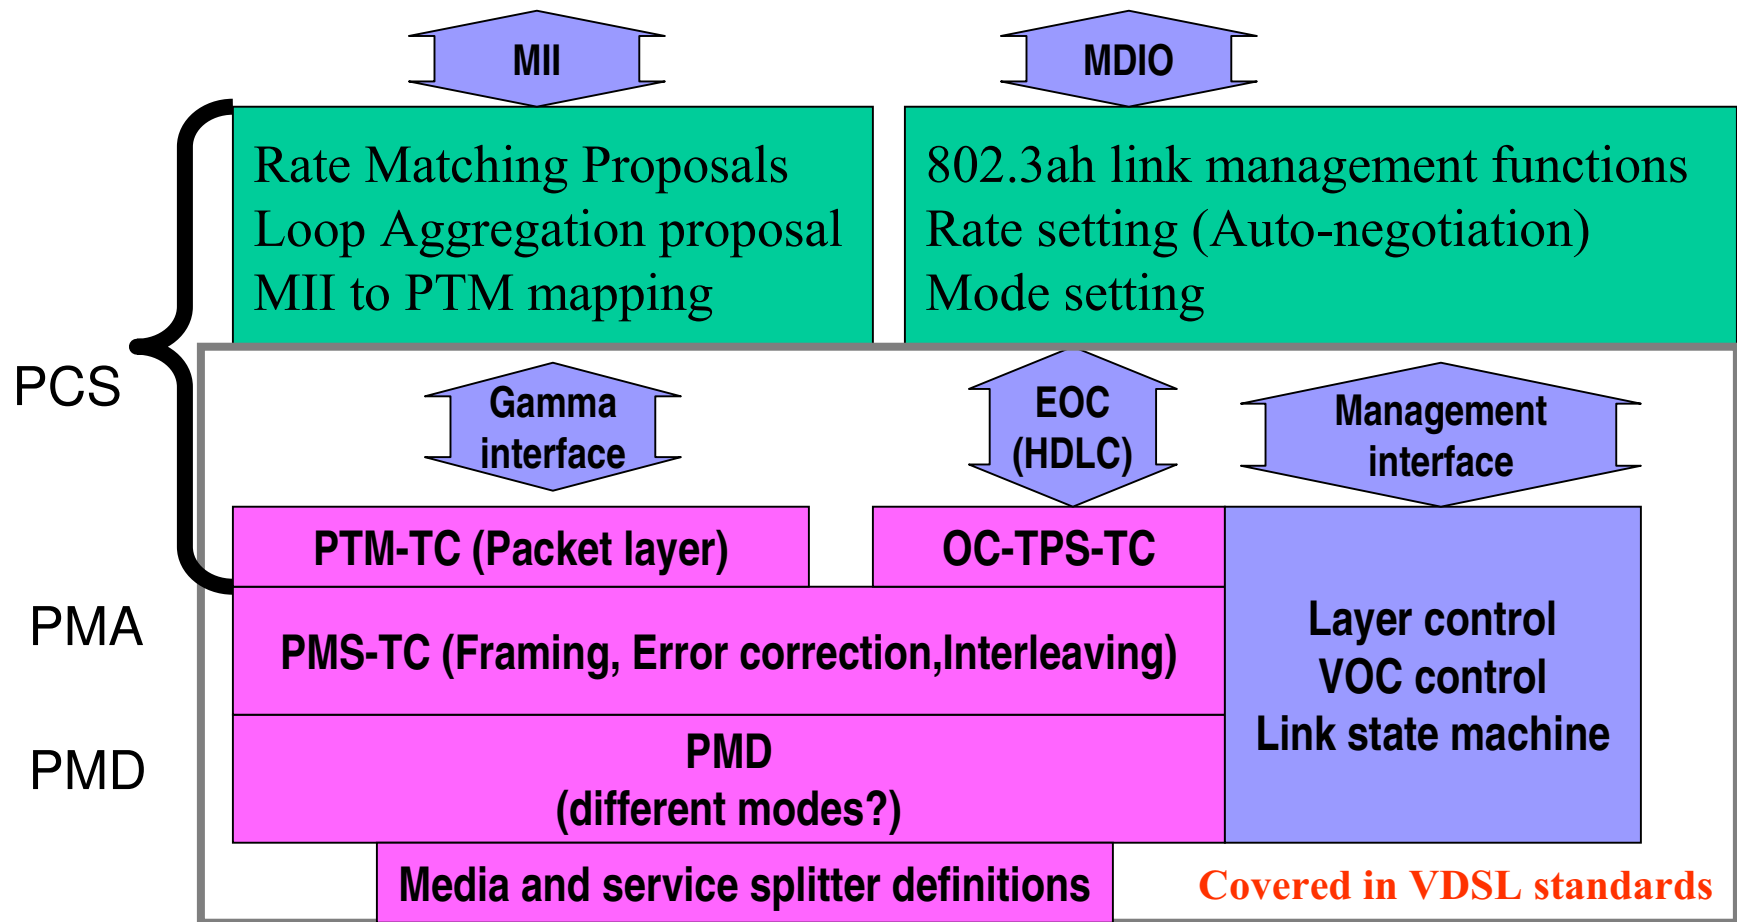 MII
MDIO
Rate Matching Proposals
Loop Aggregation proposal
MII to PTM mapping
802.3ah link management functions
Rate setting (Auto-negotiation)
Mode setting
PCS
Gamma
interface
EOC
(HDLC)
Management
interface
PTM-TC (Packet layer)
OC-TPS-TC
PMA
PMS-TC (Framing, Error correction,Interleaving)
Layer control
VOC control
Link state machine
PMD
PMD
(different modes?)
Media and service splitter definitions
Covered in VDSL standards